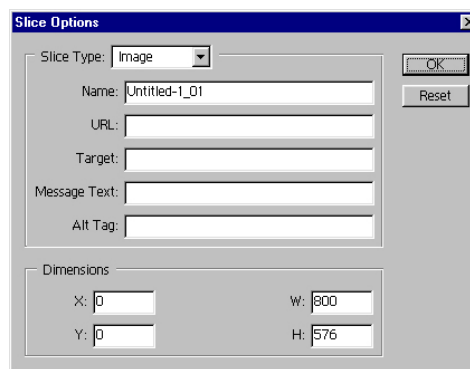 Slice Options
Slice Type: Image
OK
Name: Untitled-1_01
Reset
URL:
Target:
Message Text:
Alt Tag:
Dimensions
X: 0 W: 800
Y: 0 H: 576